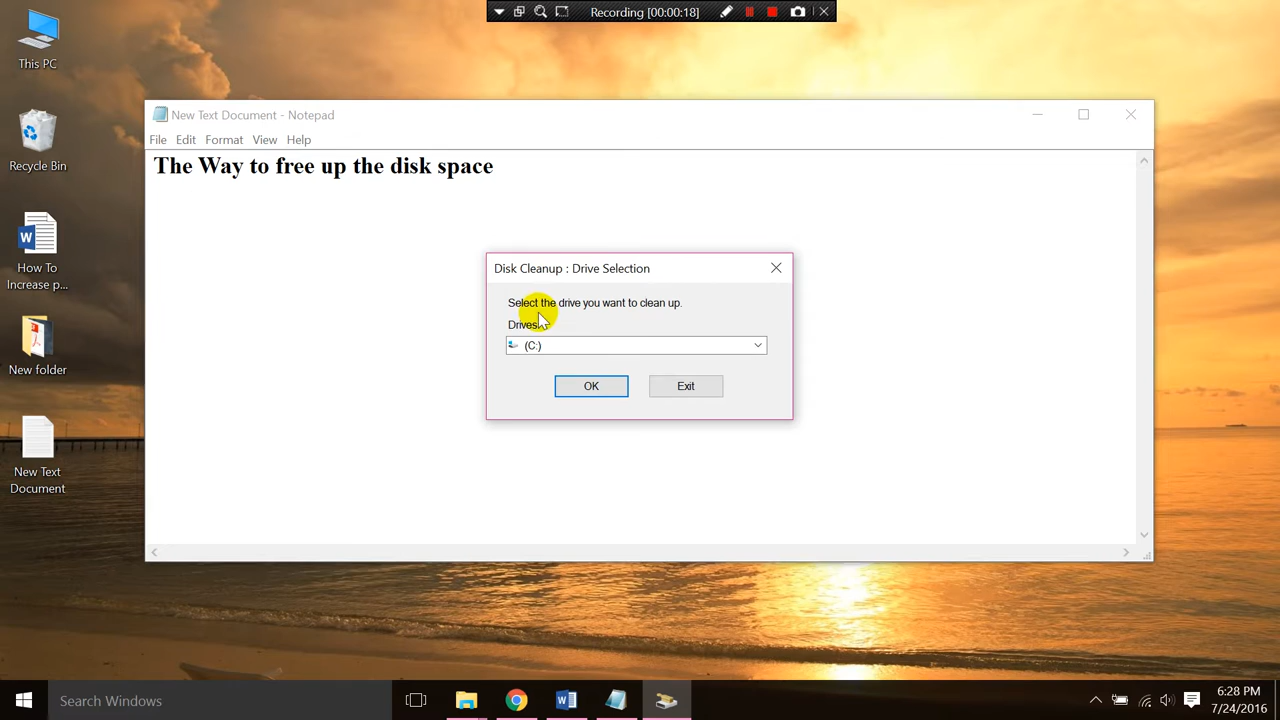 Recording [00:00:18]
This PC
Recycle Bin
How To
Increase p...
New folder
New Text
Document
New Text Document - Notepad
File Edit Format View Help
The Way to free up the disk space
Disk Cleanup : Drive Selection
Select the drive you want to clean up.
Drives:
(C:)
OK Exit
Search Windows
6:28 PM
7/24/2016